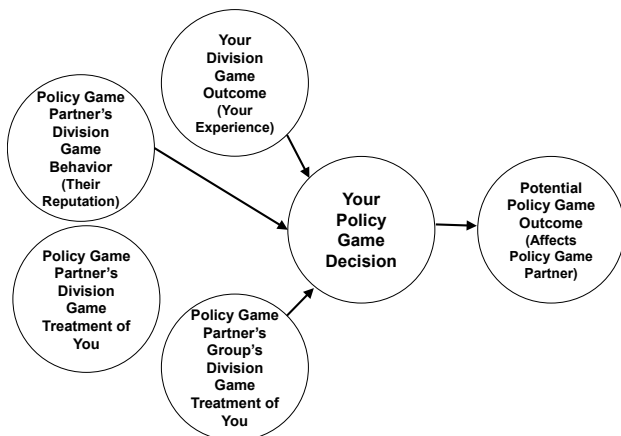 Your
Division
Game
Outcome
(Your
Experience)
Policy Game
Partner's
Division
Game
Behavior
(Their
Reputation)
Your
Policy
Game
Decision
Potential
Policy Game
Outcome
(Affects
Policy Game
Partner)
Policy Game
Partner's
Division
Game
Treatment of
You
Policy Game
Partner's
Group's
Division
Game
Treatment of
You